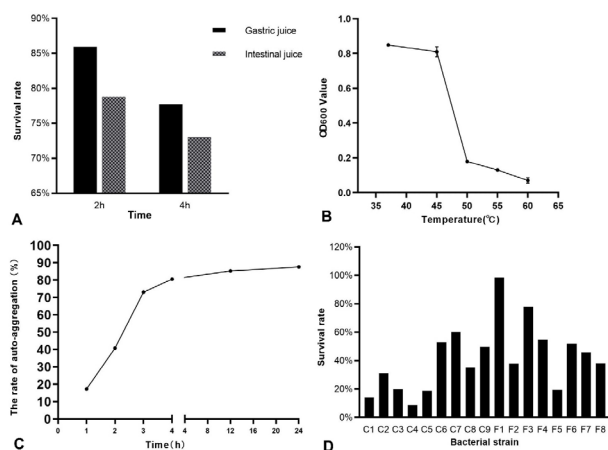 90%
85%
80%
75%
70%
65%
Survival rate
Gastric juice
Intestinal juice
2h
4h
Time
A
1.0
0.8
0.6
0.4
0.2
0.0
OD600 Value
35 40 45 50 55 60 65
Temperature(℃)
B
100
90
80
70
60
50
40
30
20
10
0
The rate of auto-aggregation (%)
0 1 2 3 4 4 8 12 16 20 24
Time(h)
C
120%
100%
80%
60%
40%
20%
0%
Survival rate
C1 C2 C3 C4 C5 C6 C7 C8 C9 F1 F2 F3 F4 F5 F6 F7 F8
Bacterial strain
D